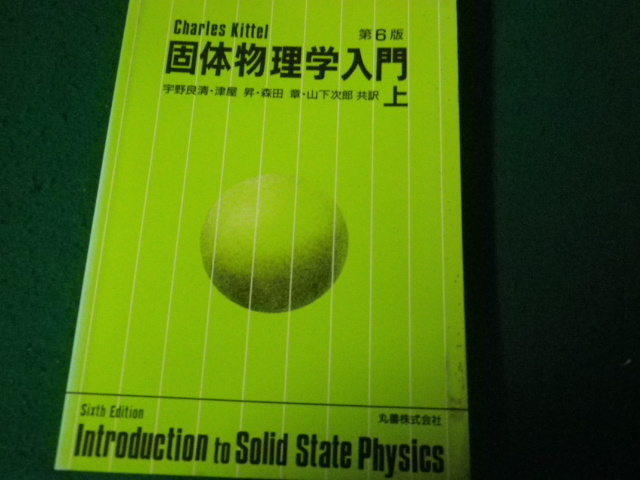 Charles Kittel
第6版
固体物理学入門
宇野良清・津屋 昇・森田 章・山下次郎 共訳
上
Sixth Edition
丸善株式会社
Introduction to Solid State Physics